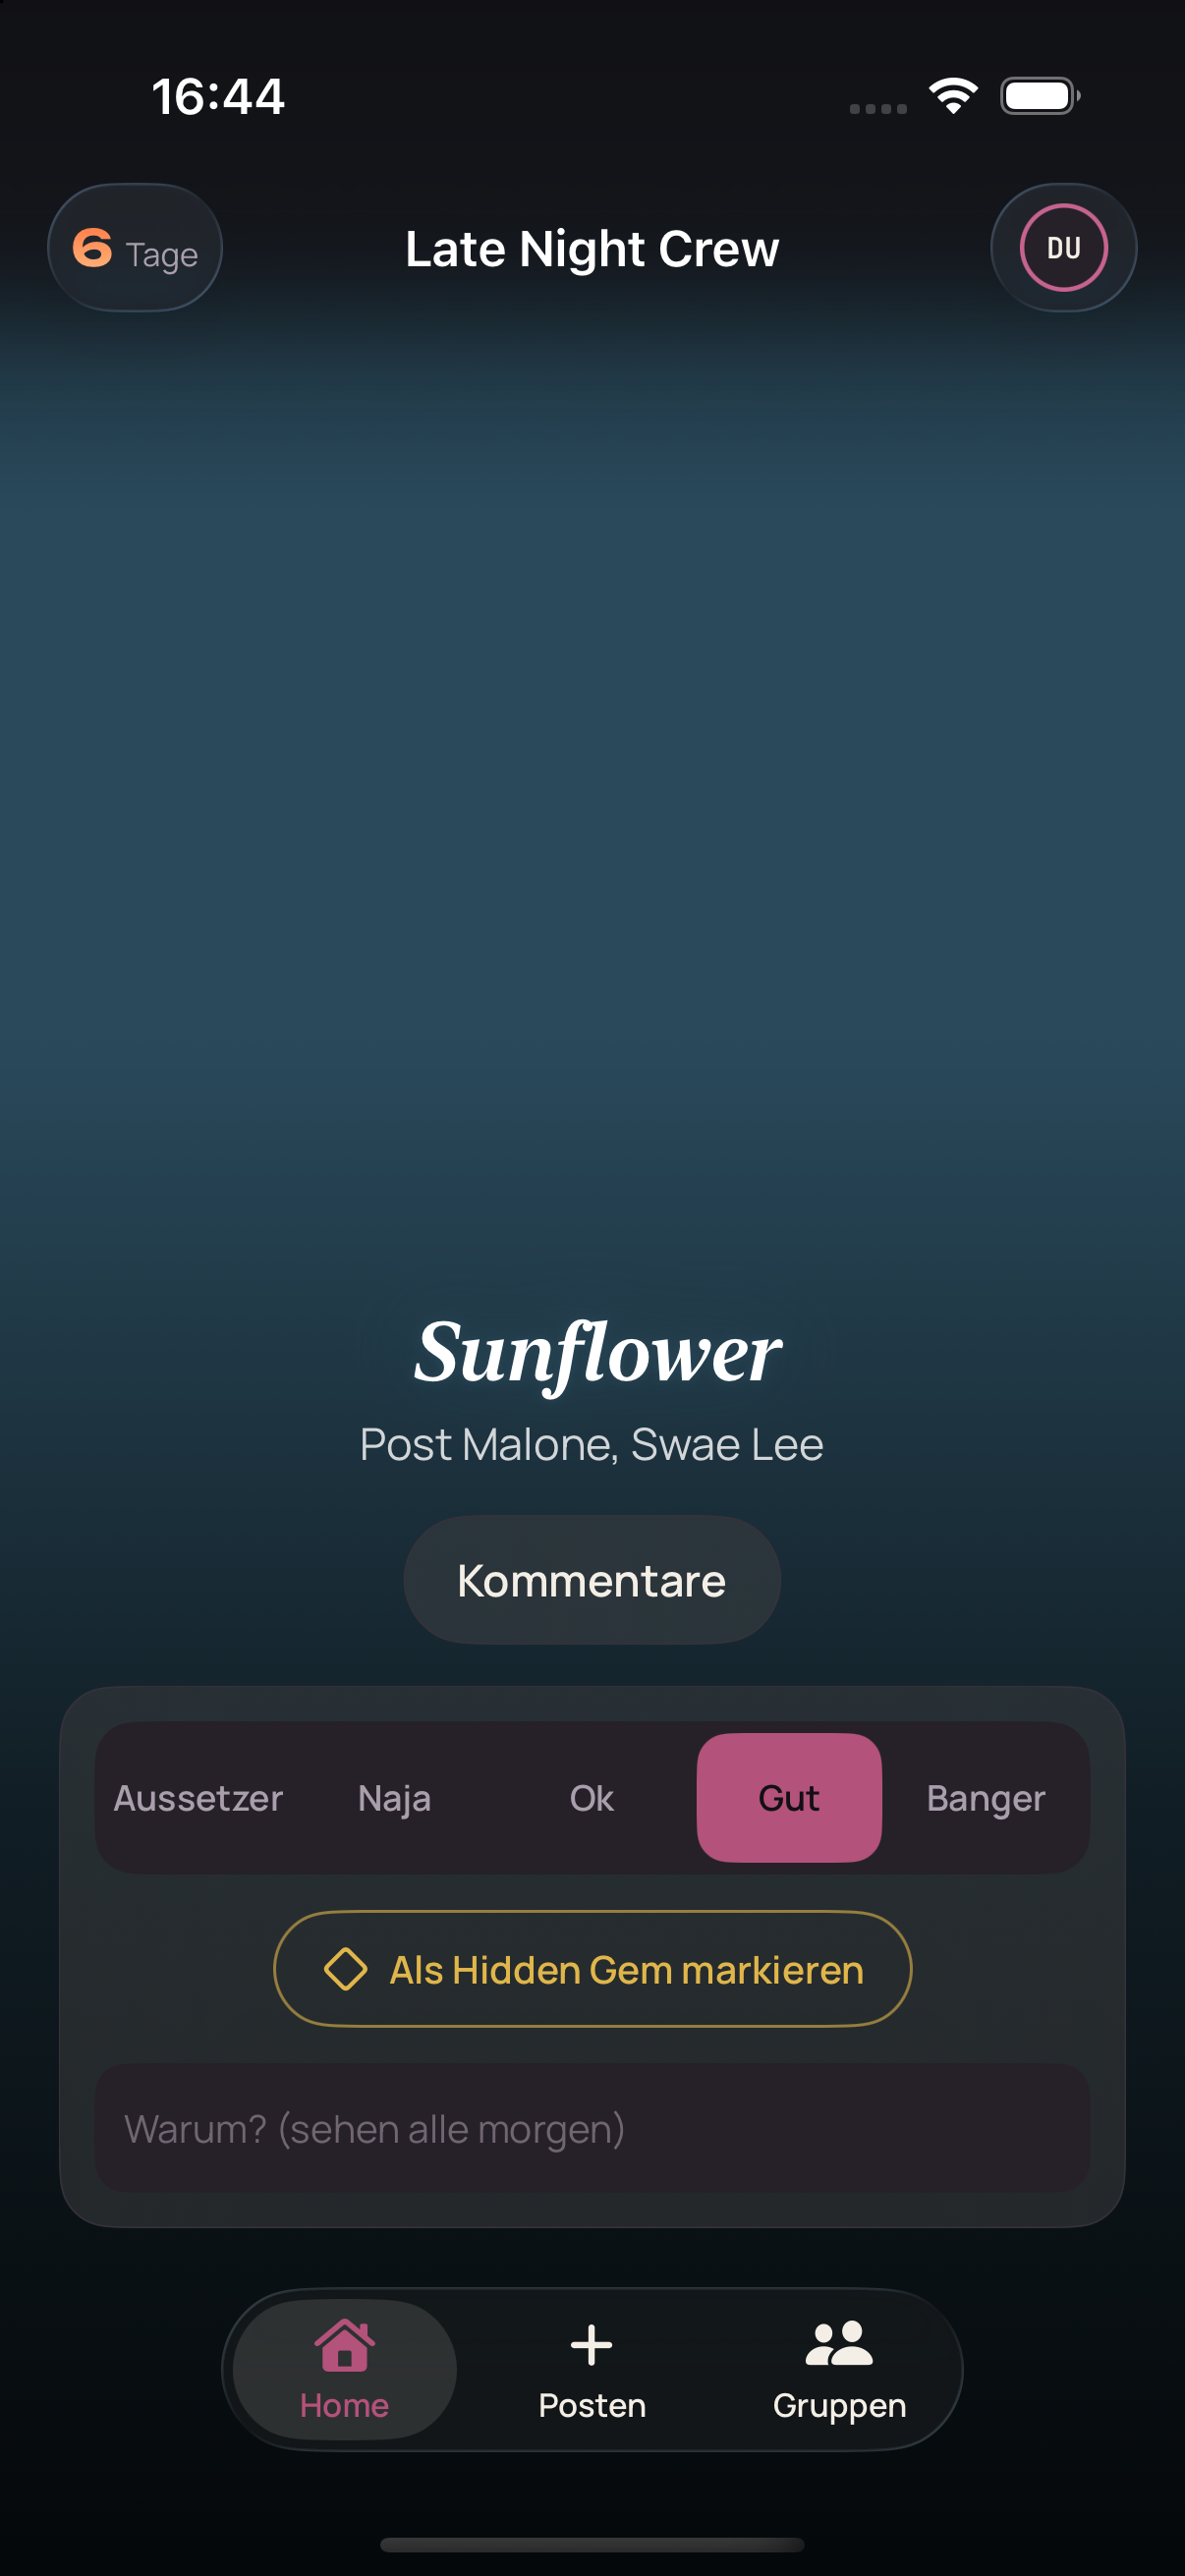 16:44
6 Tage
Late Night Crew
DU
Sunflower
Post Malone, Swae Lee
Kommentare
Aussetzer Naja Ok Gut Banger
Als Hidden Gem markieren
Warum? (sehen alle morgen)
Home Posten Gruppen